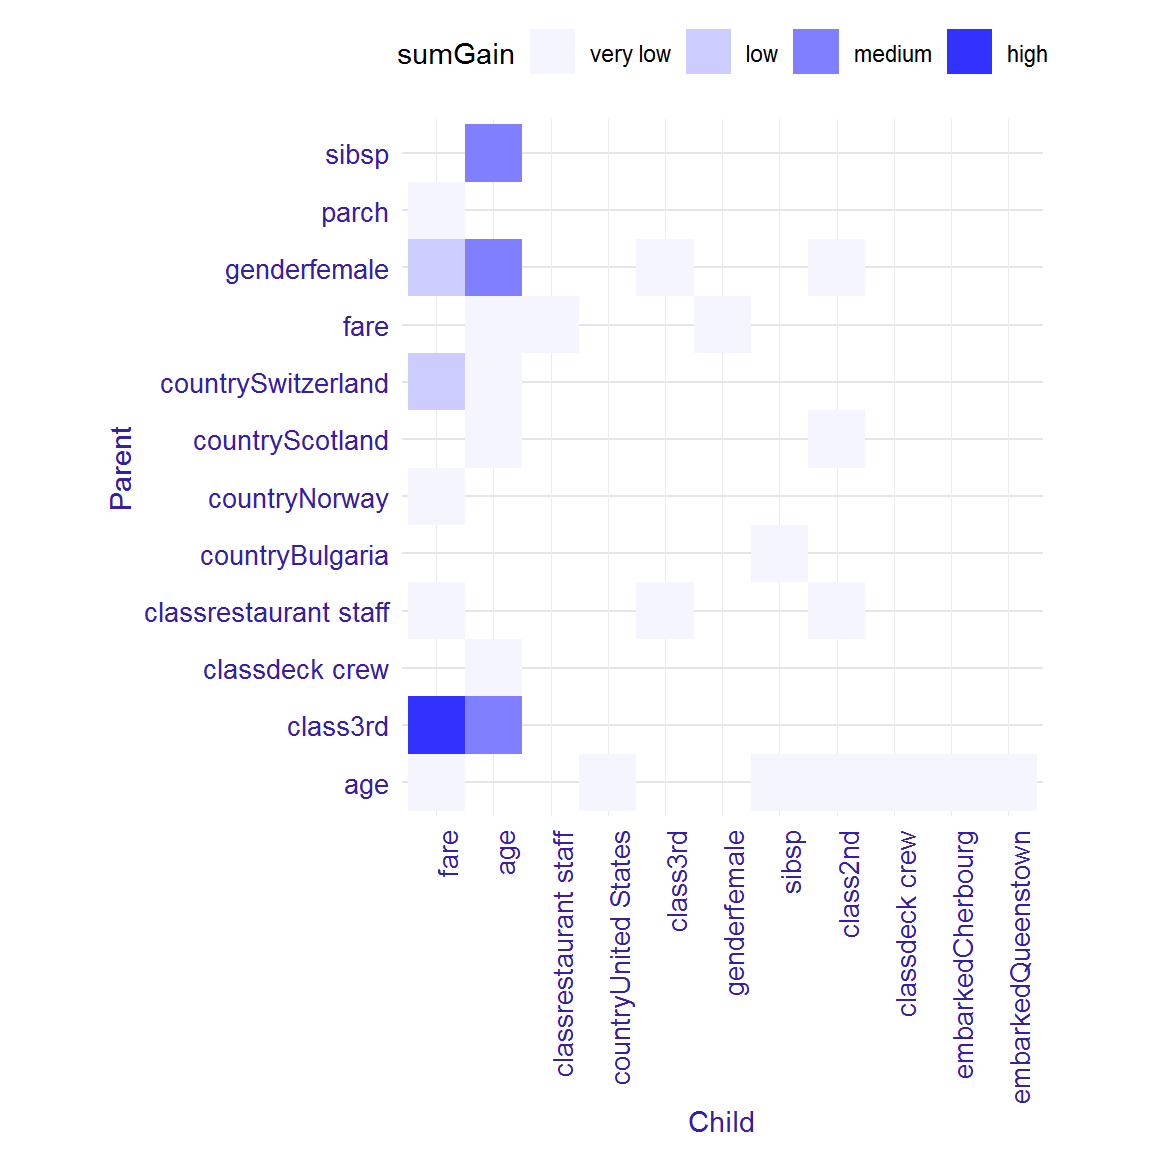 sumGain very low low medium high
sibsp
parch
genderfemale
fare
countrySwitzerland
countryScotland
countryNorway
countryBulgaria
classrestaurant staff
classdeck crew
class3rd
age
Parent
fare
age
classrestaurant staff
countryUnited States
class3rd
genderfemale
sibsp
class2nd
classdeck crew
embarkedCherbourg
embarkedQueenstown
Child